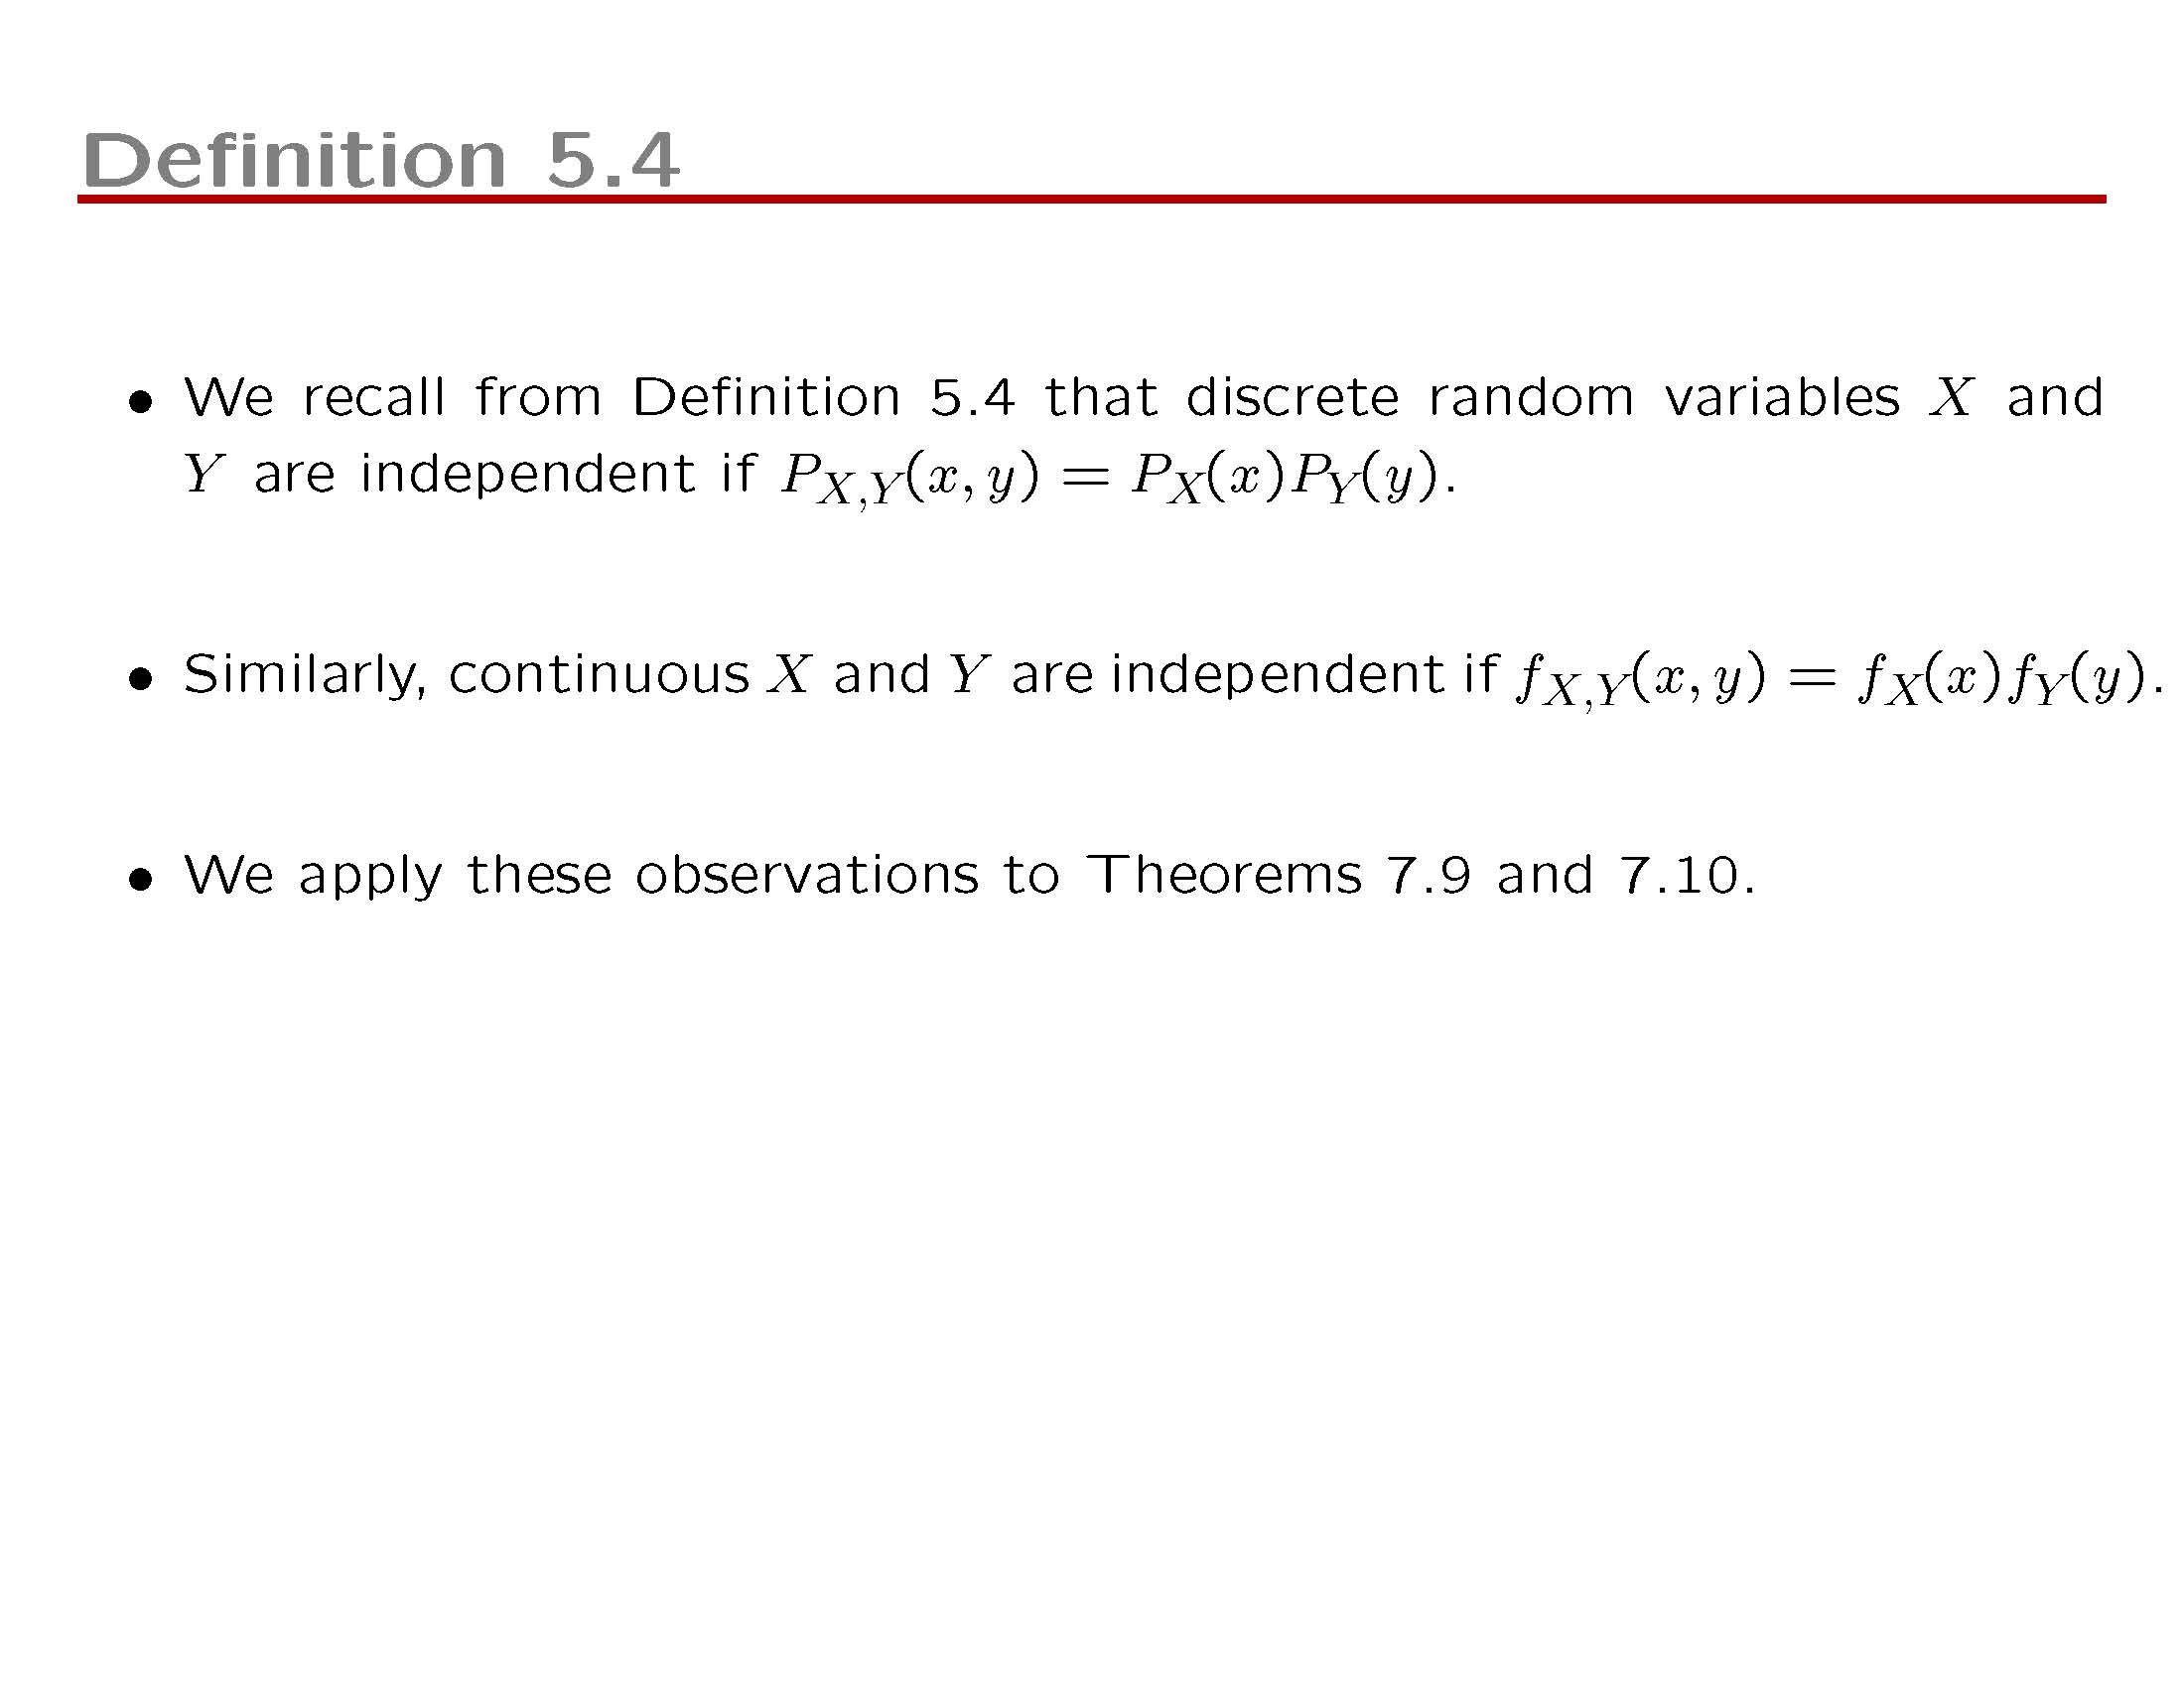 Definition 5.4
• We recall from Definition 5.4 that discrete random variables X and
Y are independent if P_{X,Y}(x, y) = P_X(x)P_Y(y).
• Similarly, continuous X and Y are independent if f_{X,Y}(x, y) = f_X(x)f_Y(y).
• We apply these observations to Theorems 7.9 and 7.10.